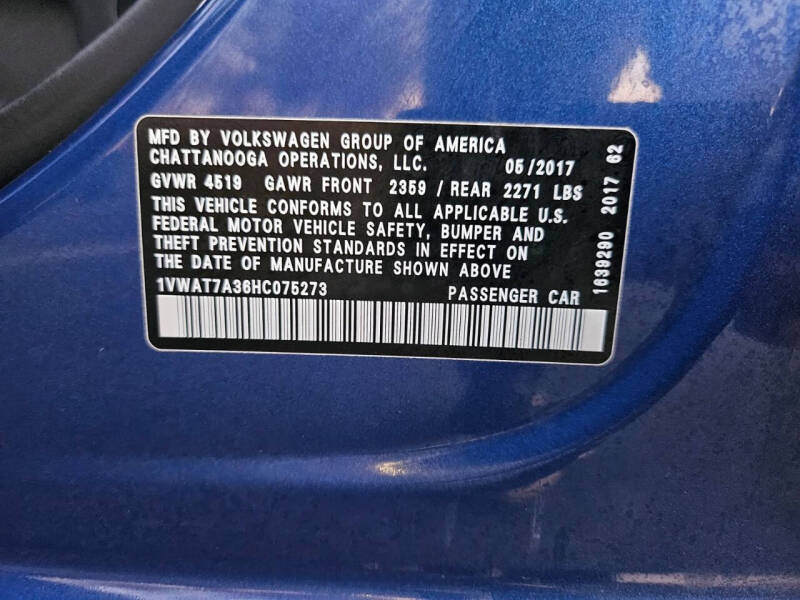 MFD BY VOLKSWAGEN GROUP OF AMERICA
CHATTANOOGA OPERATIONS, LLC. 05/2017
GVWR 4519 GAWR FRONT 2359 / REAR 2271 LBS
THIS VEHICLE CONFORMS TO ALL APPLICABLE U.S.
FEDERAL MOTOR VEHICLE SAFETY, BUMPER AND
THEFT PREVENTION STANDARDS IN EFFECT ON
THE DATE OF MANUFACTURE SHOWN ABOVE
1VWAT7A36HC075273 PASSENGER CAR
1639290 2017 62